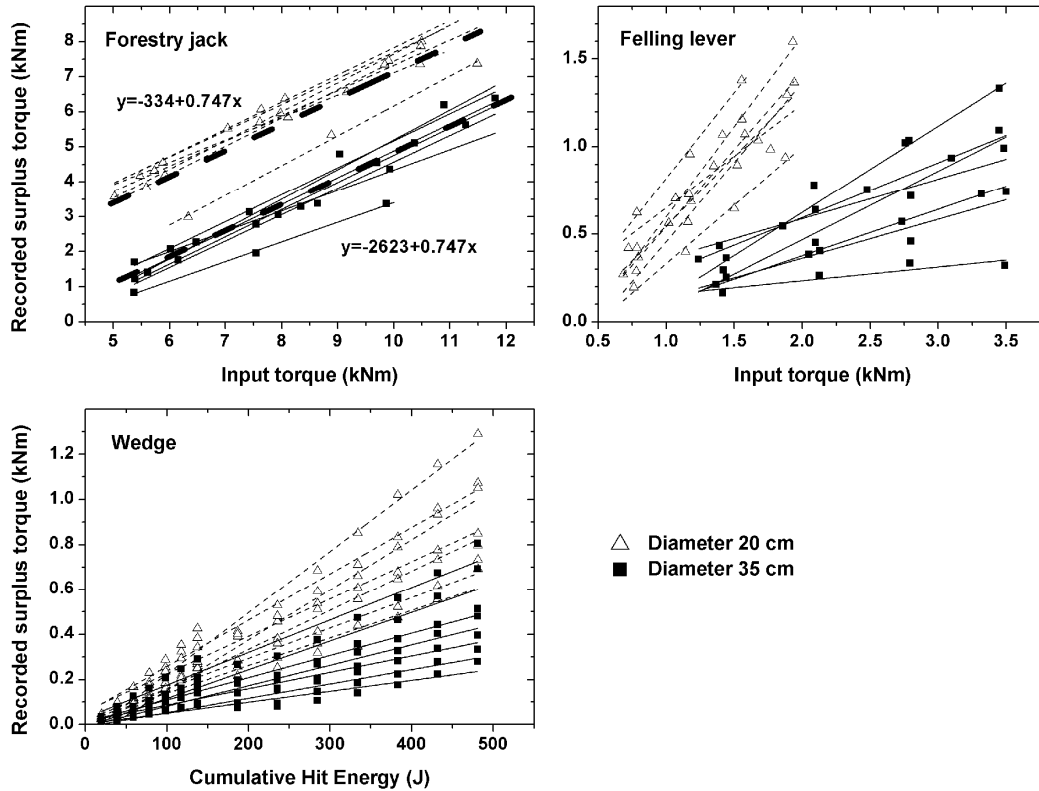 Forestry jack
y=-334+0.747x
y=-2623+0.747x
Recorded surplus torque (kNm)
0
1
2
3
4
5
6
7
8
5 6 7 8 9 10 11 12
Input torque (kNm)
Felling lever
0.0
0.5
1.0
1.5
0.5 1.0 1.5 2.0 2.5 3.0 3.5
Input torque (kNm)
Wedge
Recorded surplus torque (kNm)
0.0
0.2
0.4
0.6
0.8
1.0
1.2
0 100 200 300 400 500
Cumulative Hit Energy (J)
Diameter 20 cm
Diameter 35 cm